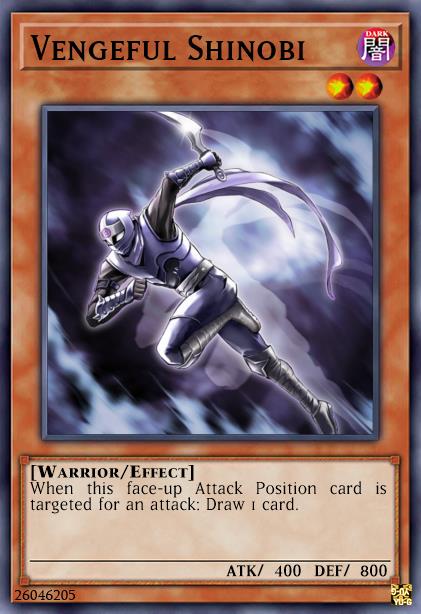 Vengeful Shinobi
DARK
闇
[Warrior/Effect]
When this face-up Attack Position card is
targeted for an attack: Draw 1 card.
ATK/ 400 DEF/ 800
26046205